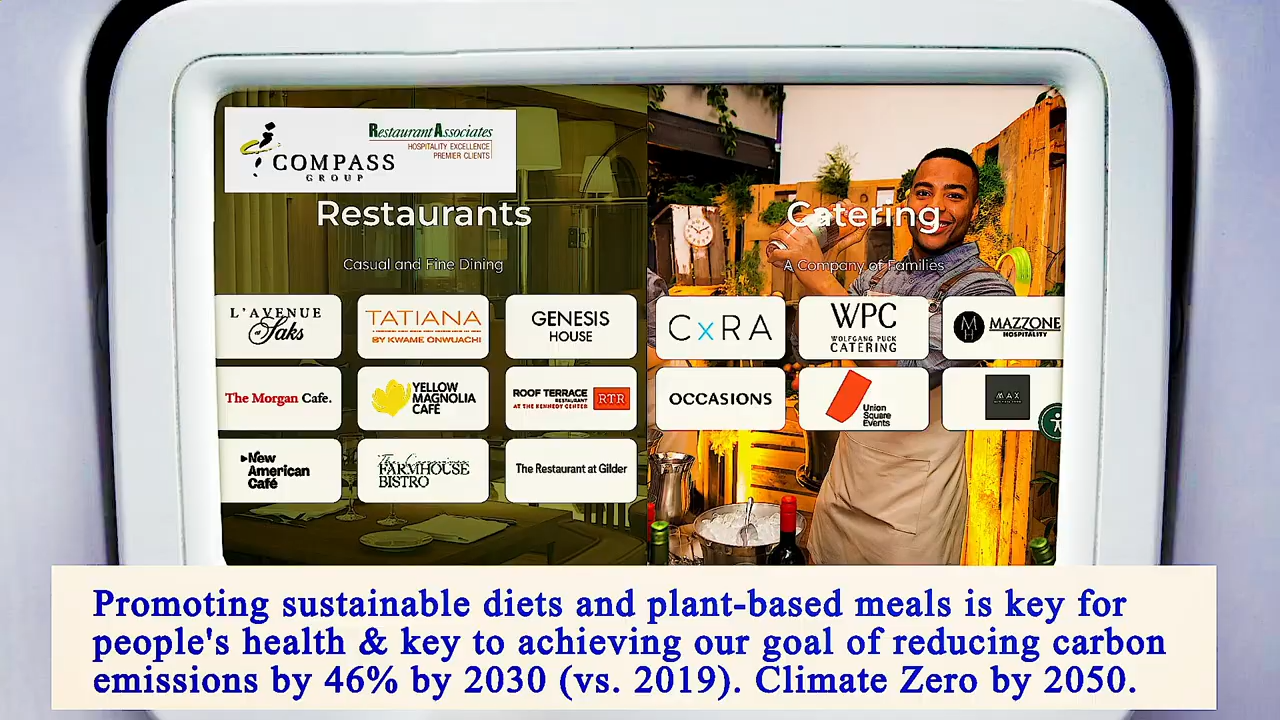 COMPASS
GROUP
Restaurant Associates
HOSPITALITY EXCELLENCE
PREMIER CLIENTS
Restaurants
Casual and Fine Dining
L'AVENUE
Saks
TATIANA
BY KWAME ONWUACHI
GENESIS
HOUSE
The Morgan Cafe.
YELLOW
MAGNOLIA
CAFÉ
ROOF TERRACE
RESTAURANT
AT THE KENNEDY CENTER
RTR
New
American
Café
FARMHOUSE
BISTRO
The Restaurant at Gilder
Catering
A Company of Families
CxRA
WPC
WOLFGANG PUCK
CATERING
MH
MAZZONE
HOSPITALITY
OCCASIONS
Union
Square
Events
MAX
Promoting sustainable diets and plant-based meals is key for
people's health & key to achieving our goal of reducing carbon
emissions by 46% by 2030 (vs. 2019). Climate Zero by 2050.